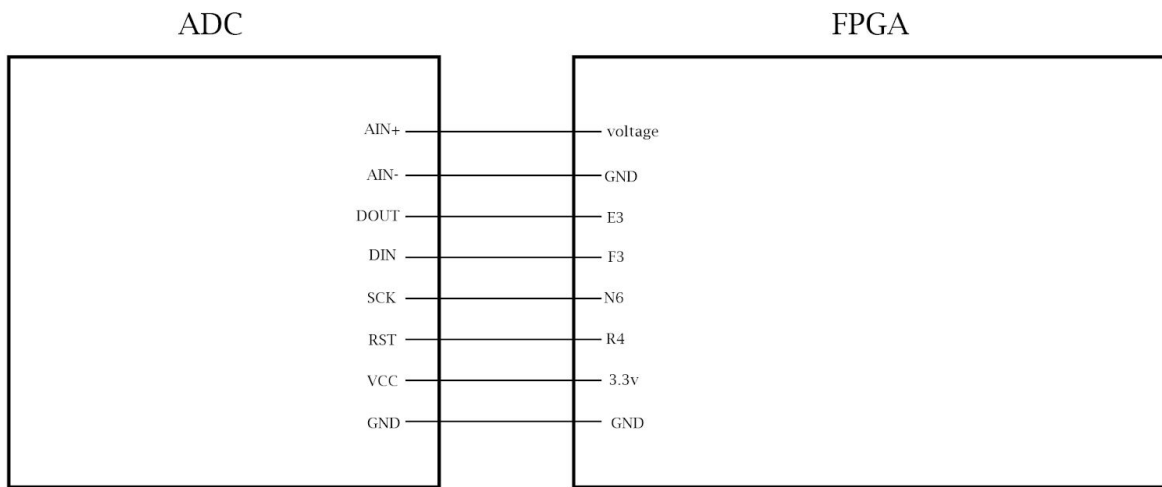 ADC FPGA
AIN+ voltage
AIN- GND
DOUT E3
DIN F3
SCK N6
RST R4
VCC 3.3v
GND GND